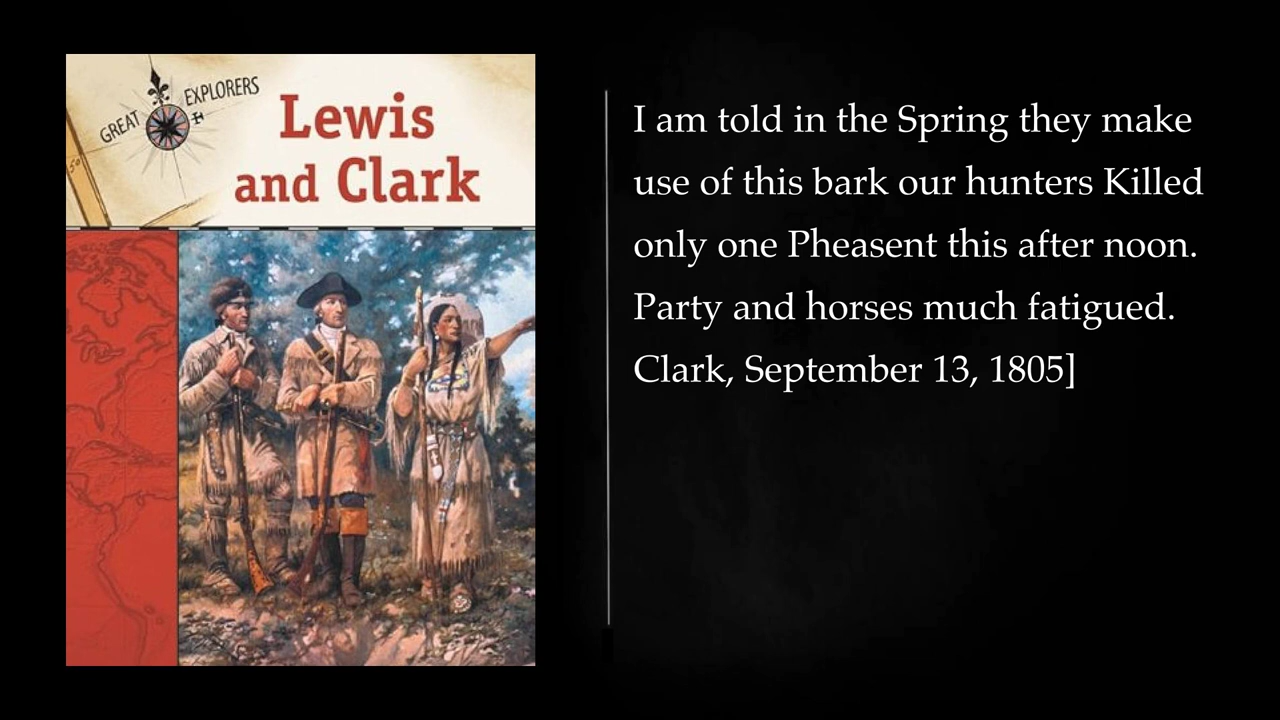 GREAT EXPLORERS
Lewis
and Clark
I am told in the Spring they make
use of this bark our hunters Killed
only one Pheasent this after noon.
Party and horses much fatigued.
Clark, September 13, 1805]